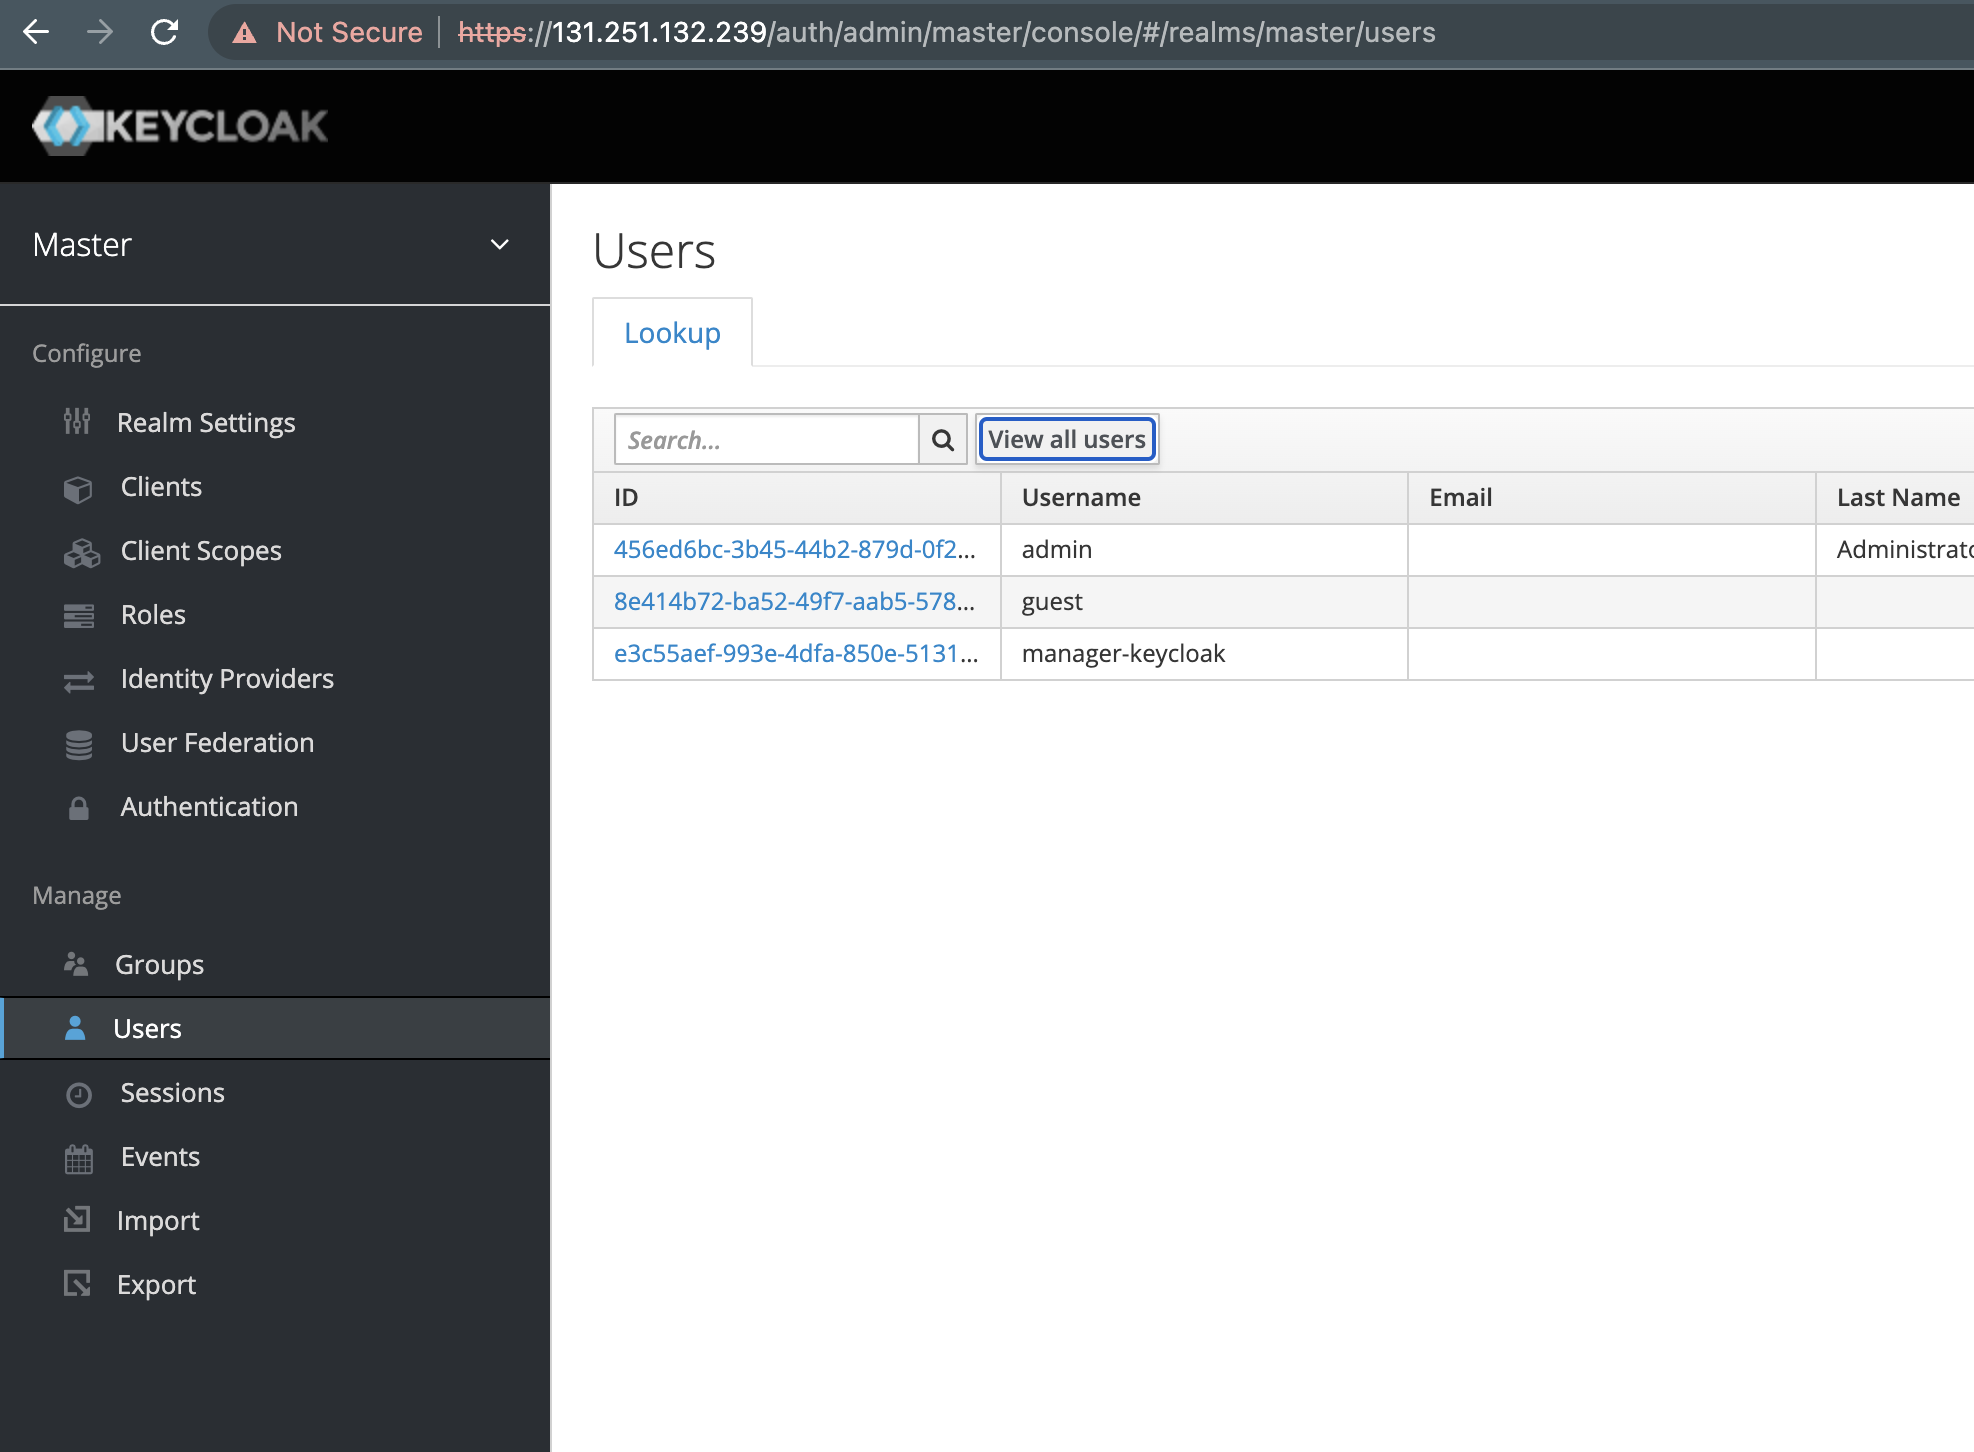 Not Secure https://131.251.132.239/auth/admin/master/console/#/realms/master/users
KEYCLOAK
Master
Configure
Realm Settings
Clients
Client Scopes
Roles
Identity Providers
User Federation
Authentication
Manage
Groups
Users
Sessions
Events
Import
Export
Users
Lookup
Search... View all users
ID Username Email Last Name
456ed6bc-3b45-44b2-879d-0f2... admin Administrato
8e414b72-ba52-49f7-aab5-578... guest
e3c55aef-993e-4dfa-850e-5131... manager-keycloak